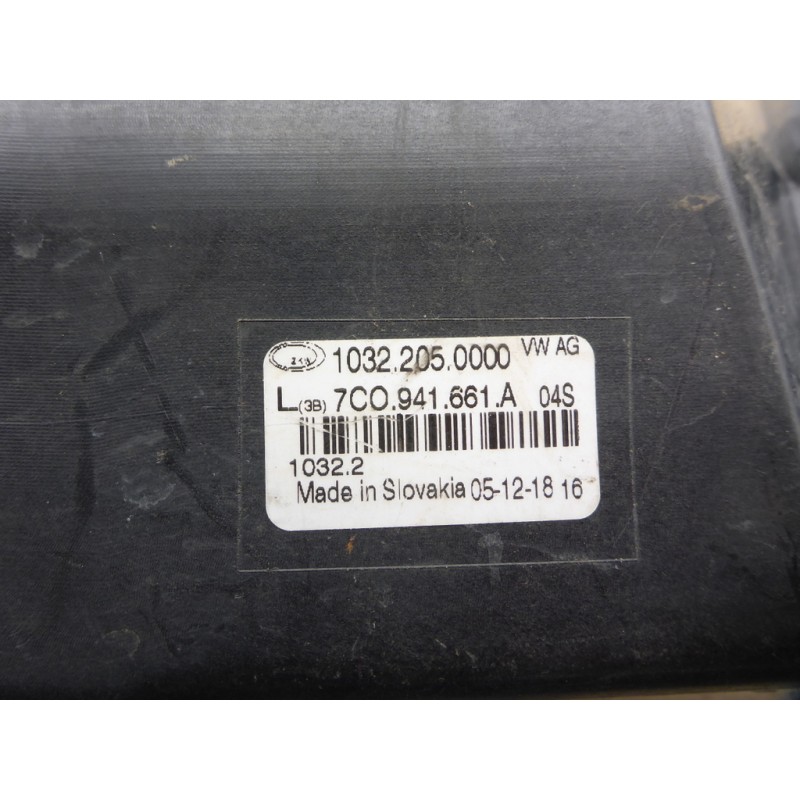 ZKW 1032.205.0000 VW AG
L(3B) 7C0.941.661.A 04S
1032.2
Made in Slovakia 05-12-18 16